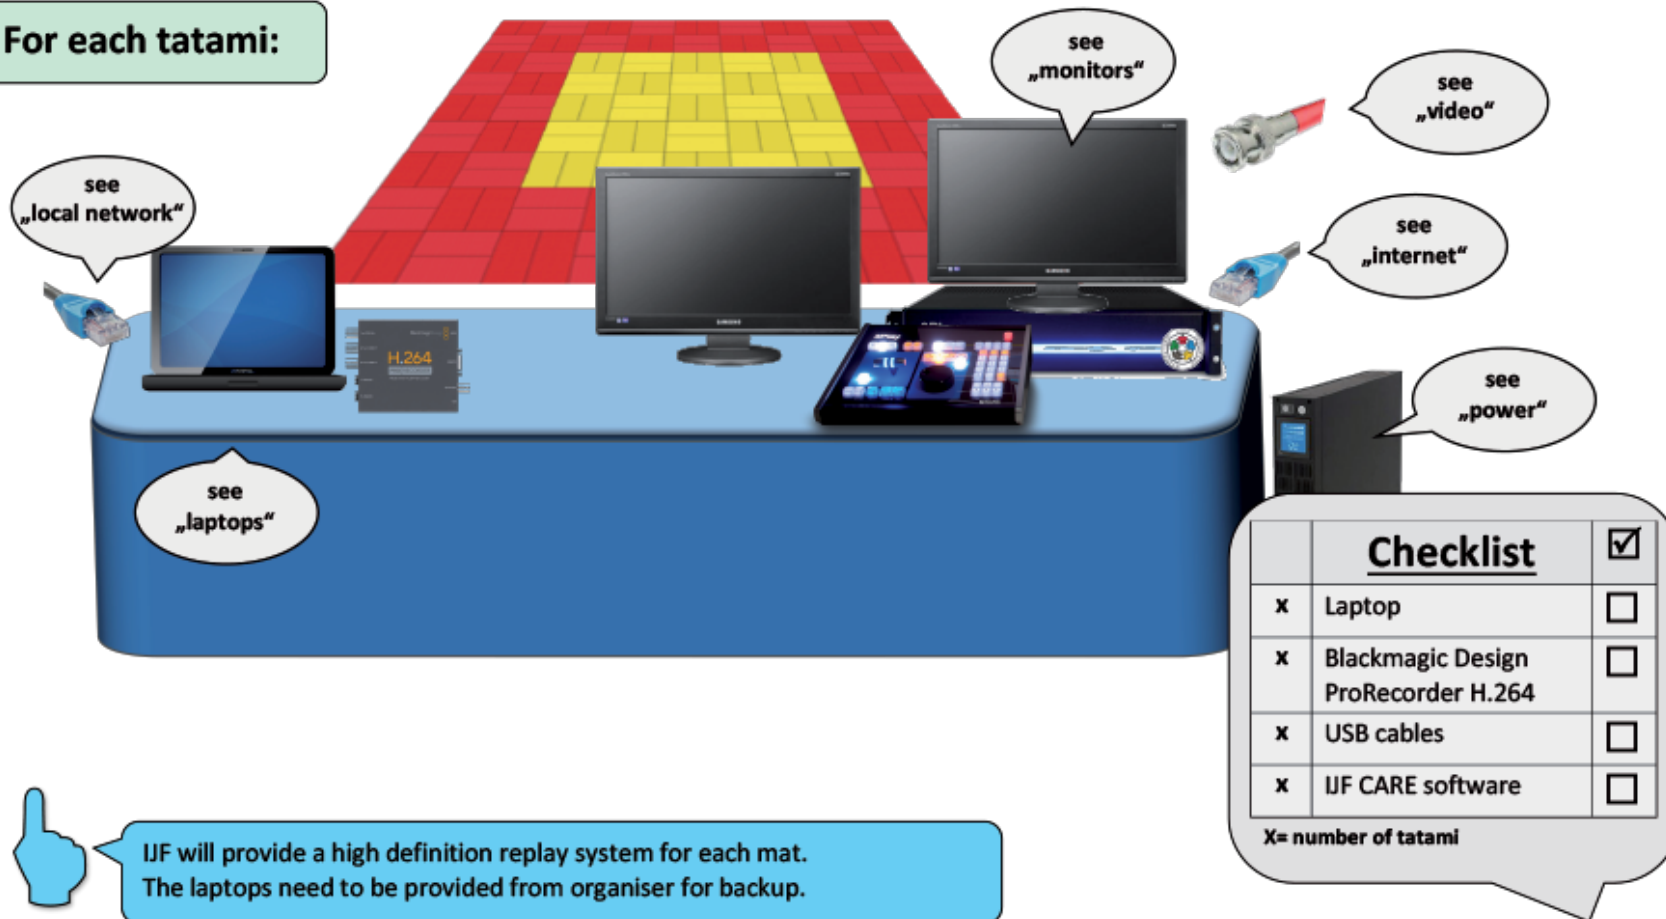 For each tatami:
see
„monitors“
see
„video“
see
„local network“
see
„internet“
H.264
see
„power“
see
„laptops“
Checklist ☑
x Laptop ☐
x Blackmagic Design
ProRecorder H.264 ☐
x USB cables ☐
x IJF CARE software ☐
X= number of tatami
IJF will provide a high definition replay system for each mat.
The laptops need to be provided from organiser for backup.